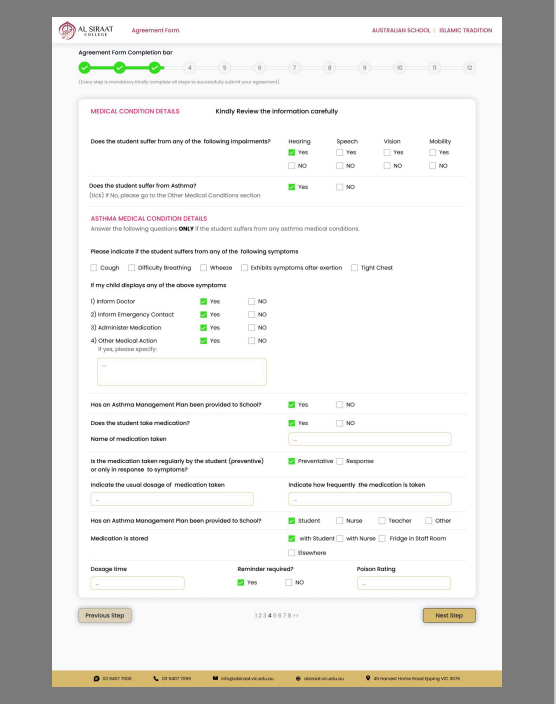 AL SIRAAT
COLLEGE
Agreement Form
AUSTRALIAN SCHOOL | ISLAMIC TRADITION
Agreement Form Completion bar
4 5 6 7 8 9 10 11 12
(Every step is mandatory kindly complete all steps to successfully submit your agreement)
MEDICAL CONDITION DETAILS Kindly Review the information carefully
Does the student suffer from any of the following impairments? Hearing Speech Vision Mobility
Yes Yes Yes Yes
NO NO NO NO
Does the student suffer from Asthma? Yes NO
(tick) If No, please go to the Other Medical Conditions section
ASTHMA MEDICAL CONDITION DETAILS
Answer the following questions ONLY if the student suffers from any asthma medical conditions.
Please indicate if the student suffers from any of the following symptoms
Cough Difficulty Breathing Wheeze Exhibits symptoms after exertion Tight Chest
If my child displays any of the above symptoms
1) Inform Doctor Yes NO
2) Inform Emergency Contact Yes NO
3) Administer Medication Yes NO
4) Other Medical Action Yes NO
If yes, please specify:
...
Has an Asthma Management Plan been provided to School? Yes NO
Does the student take medication? Yes NO
Name of medication taken ...
Is the medication taken regularly by the student (preventive) Preventative Response
or only in response to symptoms?
Indicate the usual dosage of medication taken Indicate how frequently the medication is taken
... ...
Has an Asthma Management Plan been provided to School? Student Nurse Teacher Other
Medication is stored with Student with Nurse Fridge in Staff Room
Elsewhere
Dosage time Reminder required? Poison Rating
... Yes NO ...
Previous Step 1 2 3 4 5 6 7 8 >> Next Step
03 9407 7000 03 9407 7090 info@alsiraat.vic.edu.au alsiraat.vic.edu.au 45 Harvest Home Road Epping VIC 3076